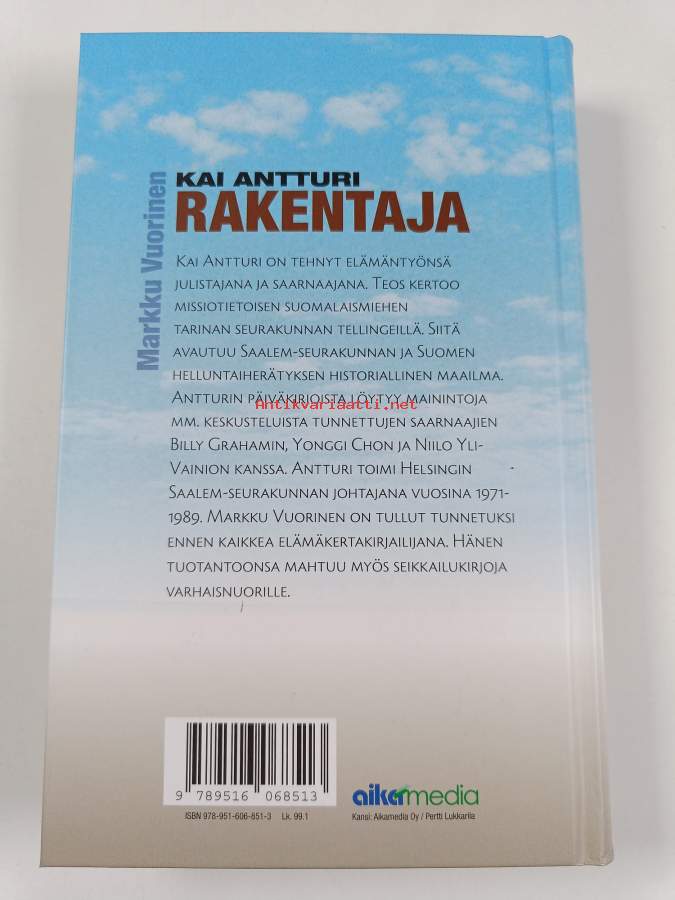 Markku Vuorinen
KAI ANTTURI
RAKENTAJA
KAI ANTTURI ON TEHNYT ELÄMÄNTYÖNSÄ
JULISTAJANA JA SAARNAAJANA. TEOS KERTOO
MISSIOTIETOISEN SUOMALAISMIEHEN
TARINAN SEURAKUNNAN TELLINGEILLÄ. SIITÄ
AVAUTUU SAALEM-SEURAKUNNAN JA SUOMEN
HELLUNTAIHERÄTYKSEN HISTORIALLINEN MAAILMA.
ANTTURIN PÄIVÄKIRJOISTA LÖYTYY MAININTOJA
Antikvariaatti.net
MM. KESKUSTELUISTA TUNNETTUJEN SAARNAAJIEN
BILLY GRAHAMIN, YONGGI CHON JA NIILO YLI-
VAINION KANSSA. ANTTURI TOIMI HELSINGIN
SAALEM-SEURAKUNNAN JOHTAJANA VUOSINA 1971-
1989. MARKKU VUORINEN ON TULLUT TUNNETUKSI
ENNEN KAIKKEA ELÄMÄKERTAKIRJAILIJANA. HÄNEN
TUOTANTOONSA MAHTUU MYÖS SEIKKAILUKIRJOJA
VARHAISNUORILLE.
9 789516 068513
ISBN 978-951-606-851-3 Lk. 99.1
aikamedia
Kansi: Aikamedia Oy / Pertti Lukkarila